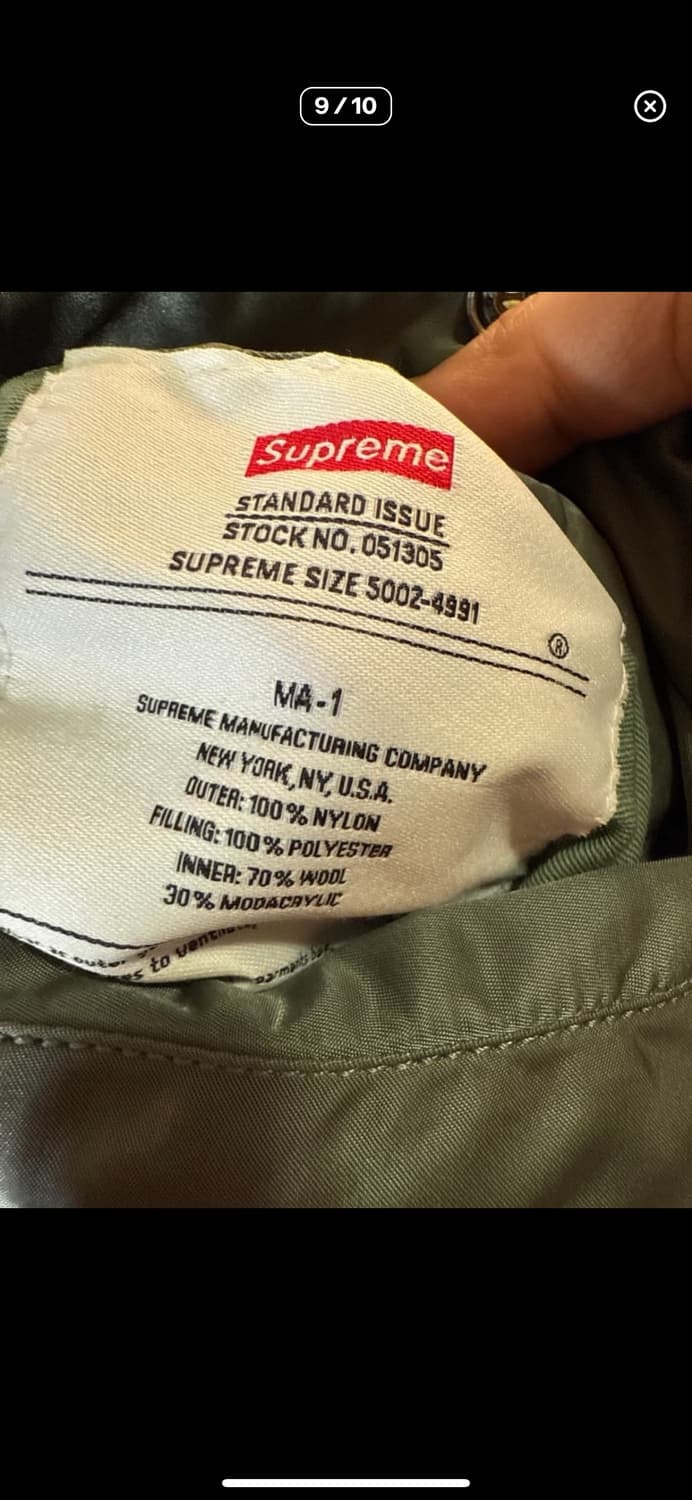 9/10
Supreme
STANDARD ISSUE
STOCK NO. 051305
SUPREME SIZE 5002-4991
®
MA-1
SUPREME MANUFACTURING COMPANY
NEW YORK, NY, U.S.A.
OUTER: 100% NYLON
FILLING: 100% POLYESTER
INNER: 70% WOOL
30% MODACRYLIC